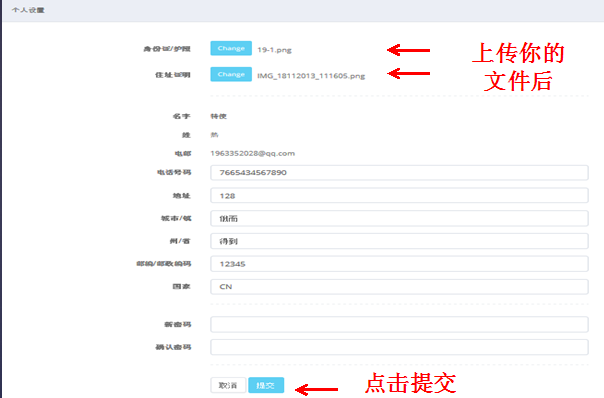 个人设置
身份证/护照 Change 19-1.png
上传你的
文件后
住址证明 Change IMG_18112013_111605.png
名字 特使
姓 热
电邮 1963352028@qq.com
电话号码 7665434567890
地址 128
城市/城 俄而
州/省 得到
邮编/邮政编码 12345
国家 CN
新密码
确认密码
取消 提交
点击提交